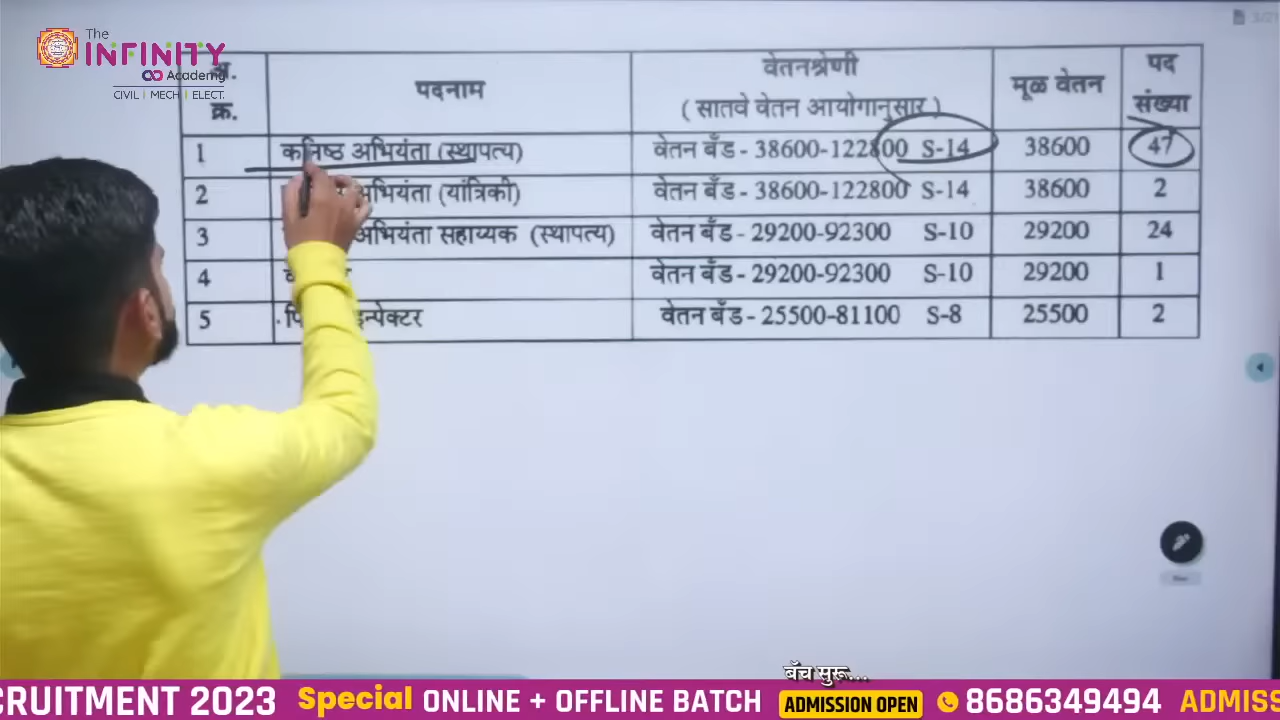 The
INFINITY
Academy
CIVIL | MECH | ELECT.
अ. क्र. पदनाम वेतनश्रेणी ( सातवे वेतन आयोगानुसार ) मूळ वेतन पद संख्या
1 कनिष्ठ अभियंता (स्थापत्य) वेतन बँड - 38600-122800 S-14 38600 47
2 अभियंता (यांत्रिकी) वेतन बँड - 38600-122800 S-14 38600 2
3 अभियंता सहाय्यक (स्थापत्य) वेतन बँड - 29200-92300 S-10 29200 24
4 वेतन बँड - 29200-92300 S-10 29200 1
5 इन्पेक्टर वेतन बँड - 25500-81100 S-8 25500 2
बॅच सुरू...
CRUITMENT 2023 Special ONLINE + OFFLINE BATCH ADMISSION OPEN 8686349494 ADMISS